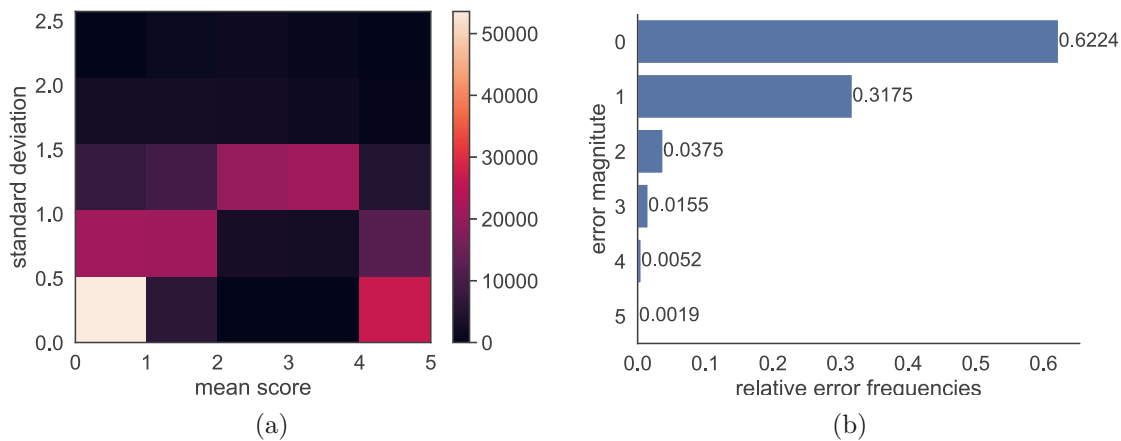 2.5
2.0
1.5
1.0
0.5
0.0
standard deviation
0 1 2 3 4 5
mean score
50000
40000
30000
20000
10000
0
(a)
error magnitute
0 0.6224
1 0.3175
2 0.0375
3 0.0155
4 0.0052
5 0.0019
0.0 0.1 0.2 0.3 0.4 0.5 0.6
relative error frequencies
(b)